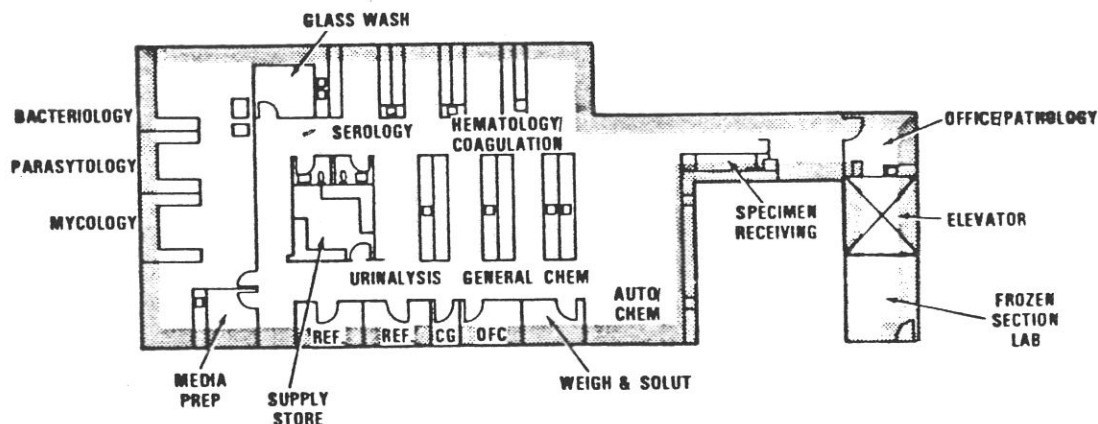 GLASS WASH
BACTERIOLOGY
SEROLOGY
HEMATOLOGY/
COAGULATION
OFFICE/PATHOLOGY
PARASYTOLOGY
MYCOLOGY
SPECIMEN
RECEIVING
ELEVATOR
URINALYSIS
GENERAL CHEM
AUTO/
CHEM
FROZEN
SECTION
LAB
REF.
REF.
CG
OFC
MEDIA
PREP
SUPPLY
STORE
WEIGH & SOLUT